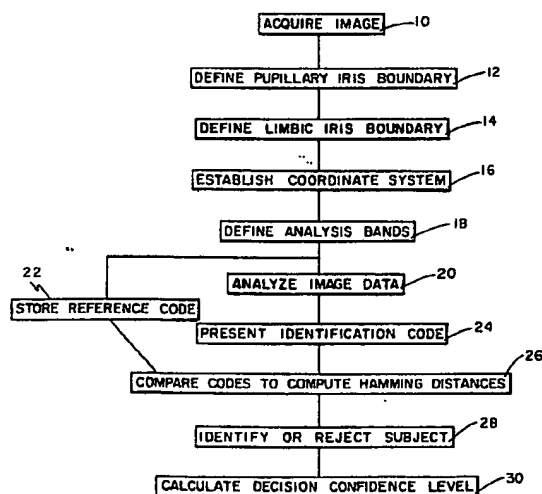 ACQUIRE IMAGE 10
DEFINE PUPILLARY IRIS BOUNDARY 12
DEFINE LIMBIC IRIS BOUNDARY 14
ESTABLISH COORDINATE SYSTEM 16
DEFINE ANALYSIS BANDS 18
22
ANALYZE IMAGE DATA 20
STORE REFERENCE CODE
PRESENT IDENTIFICATION CODE 24
COMPARE CODES TO COMPUTE HAMMING DISTANCES 26
IDENTIFY OR REJECT SUBJECT 28
CALCULATE DECISION CONFIDENCE LEVEL 30